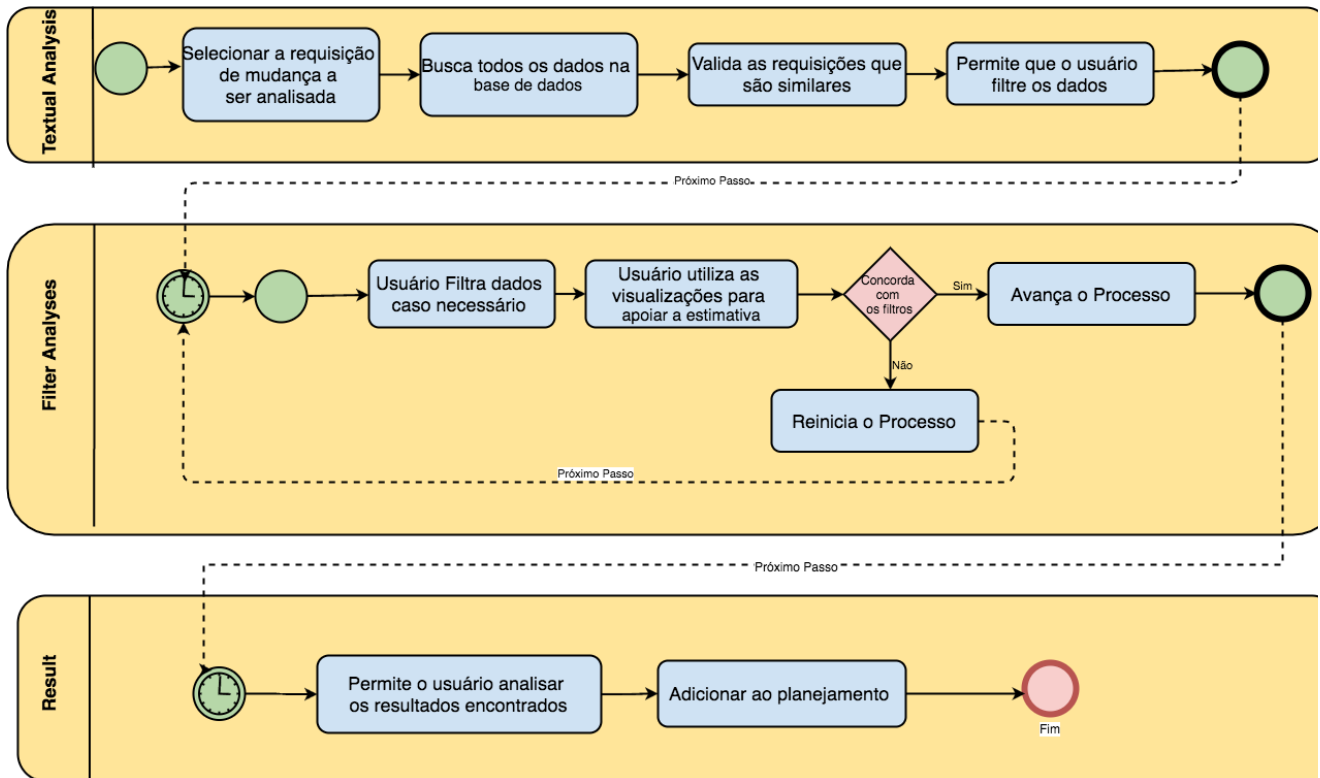 Textual Analysis
Selecionar a requisição
de mudança a
ser analisada
Busca todos os dados na
base de dados
Valida as requisições que
são similares
Permite que o usuário
filtre os dados
Próximo Passo
Filter Analyses
Usuário Filtra dados
caso necessário
Usuário utiliza as
visualizações para
apoiar a estimativa
Concorda
com
os filtros
Sim
Avança o Processo
Não
Reinicia o Processo
Próximo Passo
Próximo Passo
Result
Permite o usuário analisar
os resultados encontrados
Adicionar ao planejamento
Fim